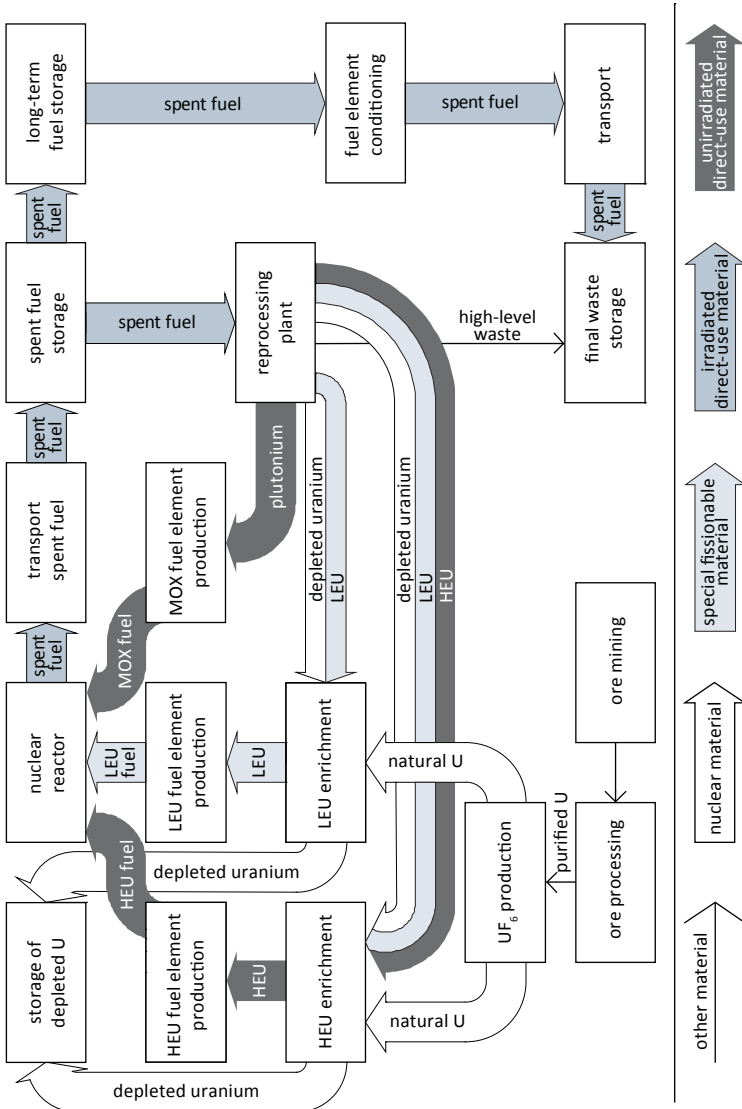 long-term
fuel storage
spent fuel
fuel element
conditioning
spent fuel
transport
unirradiated
direct-use material
spent
fuel
spent
fuel
spent fuel
storage
spent fuel
reprocessing
plant
high-level
waste
final waste
storage
irradiated
direct-use material
spent
fuel
plutonium
depleted uranium
LEU
depleted uranium
LEU
HEU
transport
spent fuel
MOX fuel element
production
special fissionable
material
spent
fuel
MOX fuel
ore mining
nuclear
reactor
LEU
fuel
LEU fuel element
production
LEU
LEU enrichment
natural U
nuclear material
HEU fuel
depleted uranium
purified U
UF6 production
ore processing
storage of
depleted U
HEU fuel element
production
HEU
HEU enrichment
natural U
other material
depleted uranium